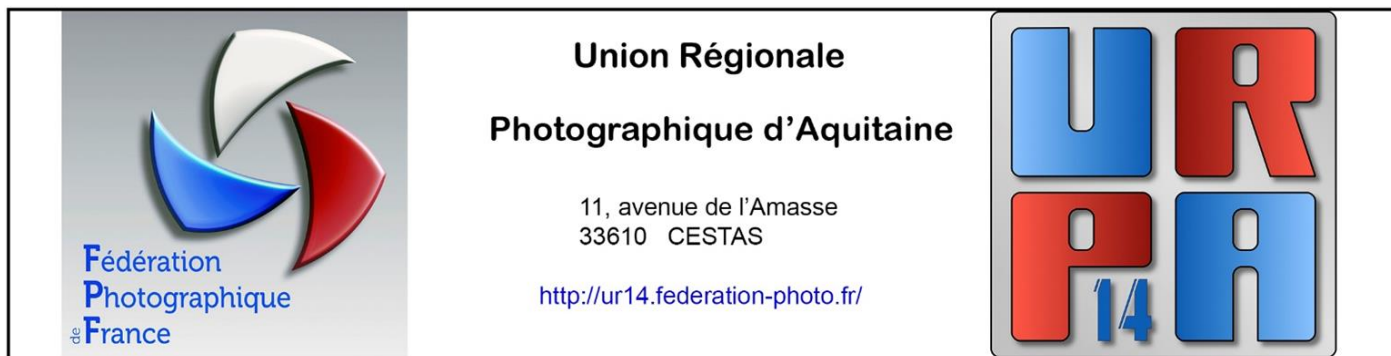 Fédération
Photographique
de France
Union Régionale
Photographique d’Aquitaine
11, avenue de l’Amasse
33610 CESTAS
http://ur14.federation-photo.fr/
UR
PA
14